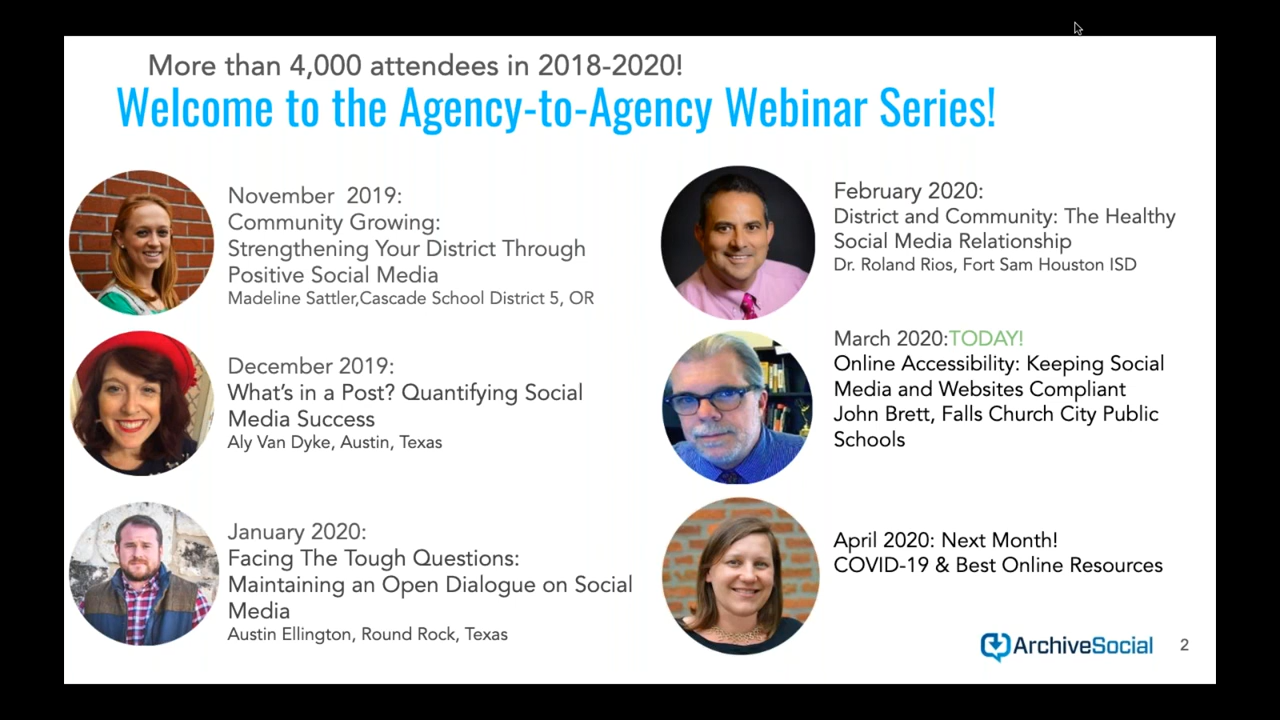 More than 4,000 attendees in 2018-2020!
Welcome to the Agency-to-Agency Webinar Series!
November  2019:
Community Growing:
Strengthening Your District Through
Positive Social Media
Madeline Sattler,Cascade School District 5, OR
December 2019:
What's in a Post? Quantifying Social
Media Success
Aly Van Dyke, Austin, Texas
January 2020:
Facing The Tough Questions:
Maintaining an Open Dialogue on Social
Media
Austin Ellington, Round Rock, Texas
February 2020:
District and Community: The Healthy
Social Media Relationship
Dr. Roland Rios, Fort Sam Houston ISD
March 2020:TODAY!
Online Accessibility: Keeping Social
Media and Websites Compliant
John Brett, Falls Church City Public
Schools
April 2020: Next Month!
COVID-19 & Best Online Resources
ArchiveSocial
2